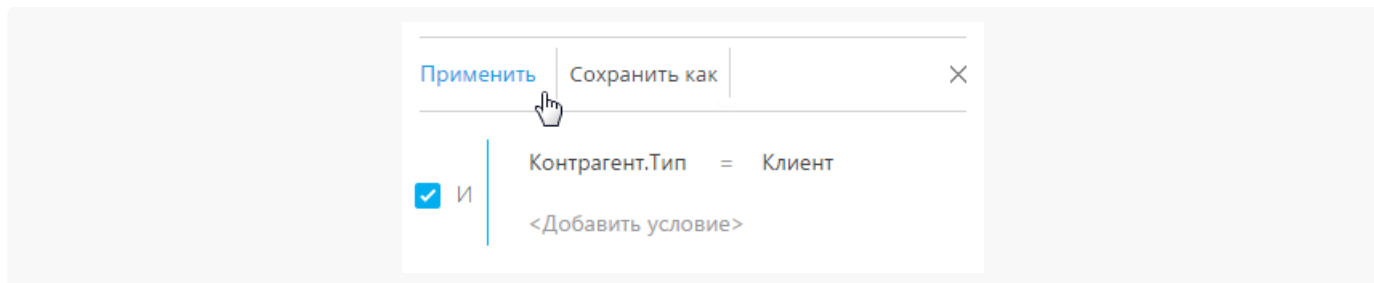 Применить Сохранить как
Контрагент.Тип = Клиент
И
<Добавить условие>